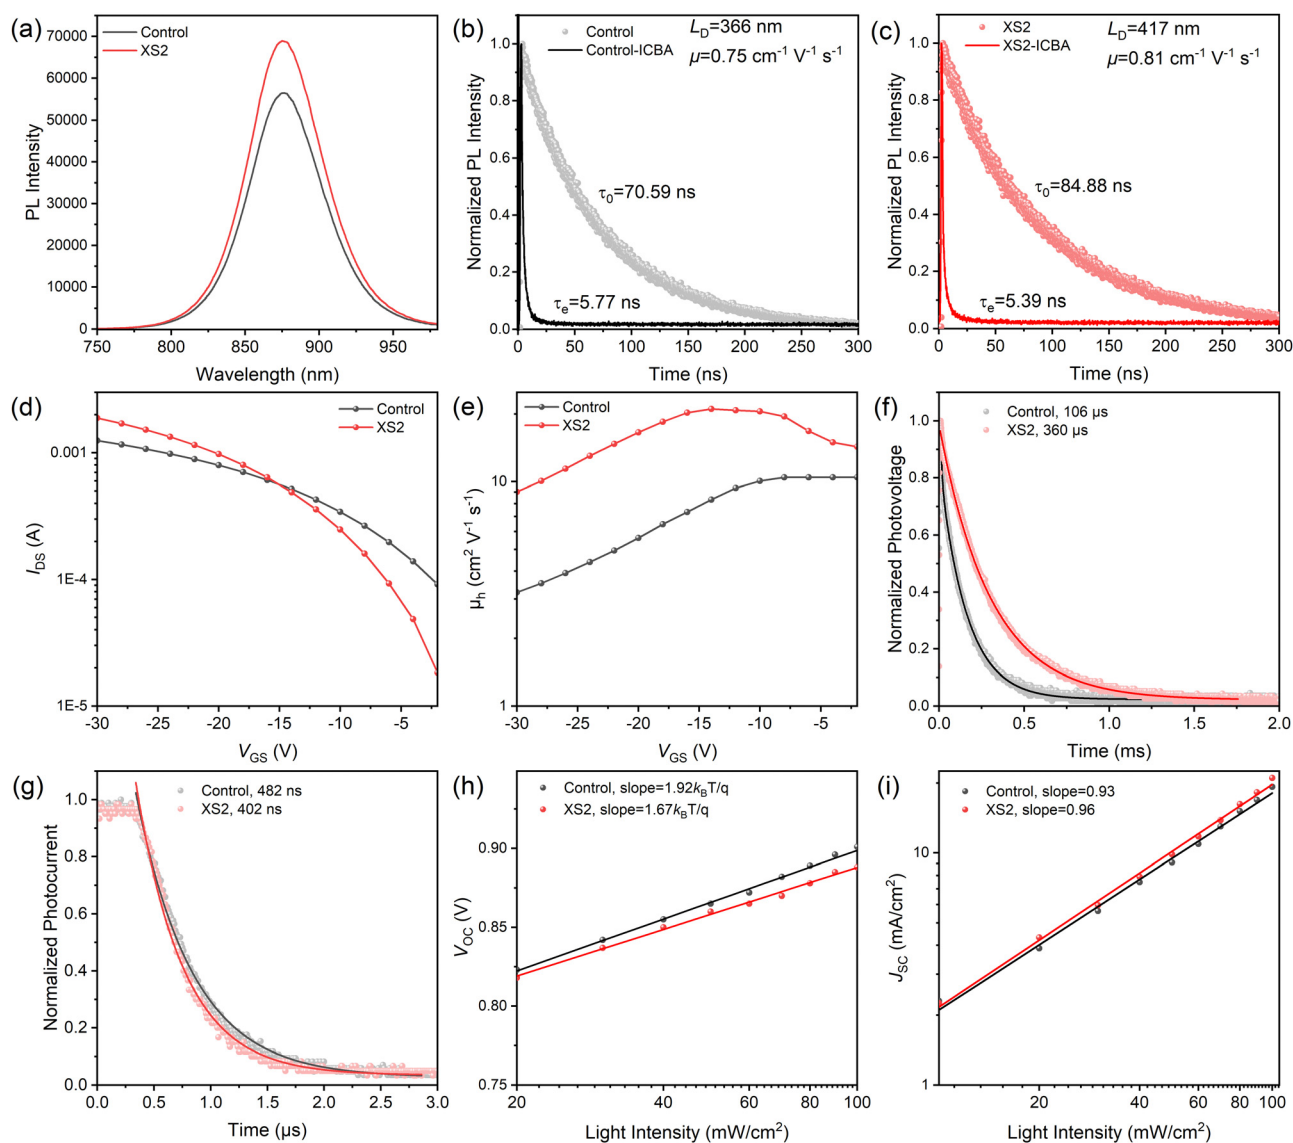 (a)
Control
XS2
70000
60000
50000
40000
30000
20000
10000
0
PL Intensity
750
800
850
900
950
Wavelength (nm)
(b)
Control
Control-ICBA
L_D=366 nm
μ=0.75 cm⁻¹ V⁻¹ s⁻¹
τ₀=70.59 ns
τₑ=5.77 ns
1.0
0.8
0.6
0.4
0.2
0.0
Normalized PL Intensity
0
50
100
150
200
250
300
Time (ns)
(c)
XS2
XS2-ICBA
L_D=417 nm
μ=0.81 cm⁻¹ V⁻¹ s⁻¹
τ₀=84.88 ns
τₑ=5.39 ns
1.0
0.8
0.6
0.4
0.2
0.0
Normalized PL Intensity
0
50
100
150
200
250
300
Time (ns)
(d)
Control
XS2
0.001
1E-4
1E-5
I_DS (A)
-30
-25
-20
-15
-10
-5
V_GS (V)
(e)
Control
XS2
10
1
μₕ (cm² V⁻¹ s⁻¹)
-30
-25
-20
-15
-10
-5
V_GS (V)
(f)
Control, 106 μs
XS2, 360 μs
1.0
0.8
0.6
0.4
0.2
0.0
Normalized Photovoltage
0.0
0.5
1.0
1.5
2.0
Time (ms)
(g)
Control, 482 ns
XS2, 402 ns
1.0
0.8
0.6
0.4
0.2
0.0
Normalized Photocurrent
0.0
0.5
1.0
1.5
2.0
2.5
3.0
Time (μs)
(h)
Control, slope=1.92k_BT/q
XS2, slope=1.67k_BT/q
0.90
0.85
0.80
0.75
V_OC (V)
20
40
60
80
100
Light Intensity (mW/cm²)
(i)
Control, slope=0.93
XS2, slope=0.96
10
1
J_SC (mA/cm²)
20
40
60
80
100
Light Intensity (mW/cm²)